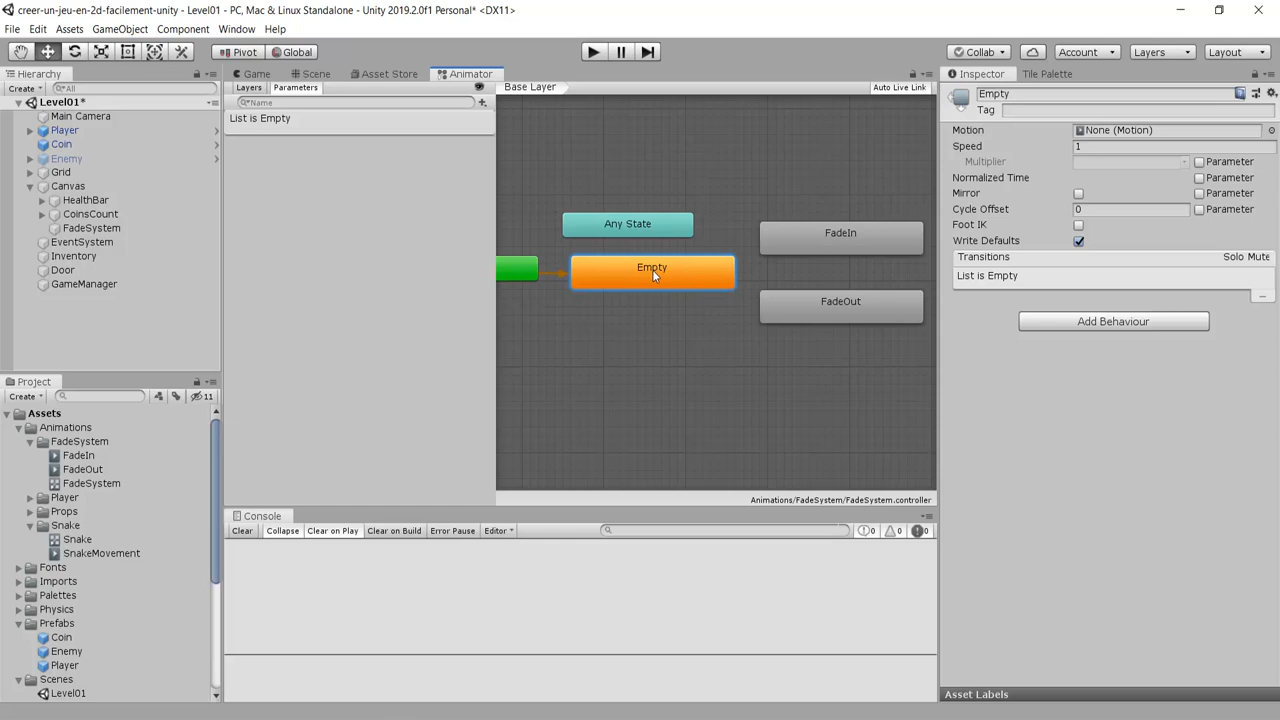 creer-un-jeu-en-2d-facilement-unity - Level01 - PC, Mac & Linux Standalone - Unity 2019.2.0f1 Personal* <DX11>
File Edit Assets GameObject Component Window Help
Pivot Global Collab Account Layers Layout
Hierarchy
Create All
Level01*
Main Camera
Player
Coin
Enemy
Grid
Canvas
HealthBar
CoinsCount
FadeSystem
EventSystem
Inventory
Door
GameManager
Project
Create 11
Assets
Animations
FadeSystem
FadeIn
FadeOut
FadeSystem
Player
Props
Snake
Snake
SnakeMovement
Fonts
Imports
Palettes
Physics
Prefabs
Coin
Enemy
Player
Scenes
Level01
Game Scene Asset Store Animator
Layers Parameters Base Layer Auto Live Link
Name
List is Empty
Any State
Empty
FadeIn
FadeOut
Animations/FadeSystem/FadeSystem.controller
Console
Clear Collapse Clear on Play Clear on Build Error Pause Editor 0 0 0
Inspector Tile Palette
Empty
Tag
Motion None (Motion)
Speed 1
Multiplier Parameter
Normalized Time Parameter
Mirror Parameter
Cycle Offset 0 Parameter
Foot IK
Write Defaults
Transitions Solo Mute
List is Empty
Add Behaviour
Asset Labels